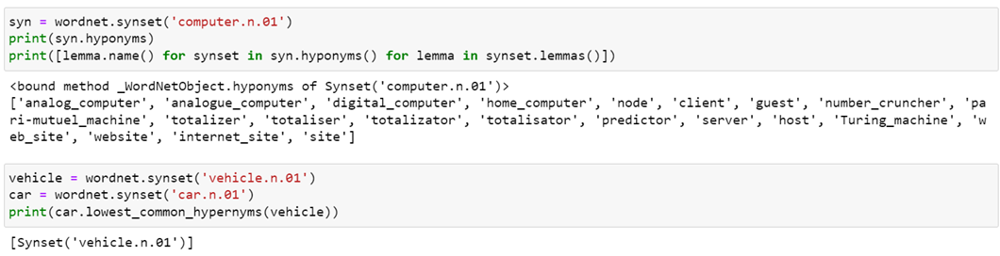 syn = wordnet.synset('computer.n.01')
print(syn.hyponyms)
print([lemma.name() for synset in syn.hyponyms() for lemma in synset.lemmas()])
<bound method _WordNetObject.hyponyms of Synset('computer.n.01')>
['analog_computer', 'analogue_computer', 'digital_computer', 'home_computer', 'node', 'client', 'guest', 'number_cruncher', 'pa
ri-mutuel_machine', 'totalizer', 'totaliser', 'totalizator', 'totalisator', 'predictor', 'server', 'host', 'Turing_machine', 'w
eb_site', 'website', 'internet_site', 'site']
vehicle = wordnet.synset('vehicle.n.01')
car = wordnet.synset('car.n.01')
print(car.lowest_common_hypernyms(vehicle))
[Synset('vehicle.n.01')]